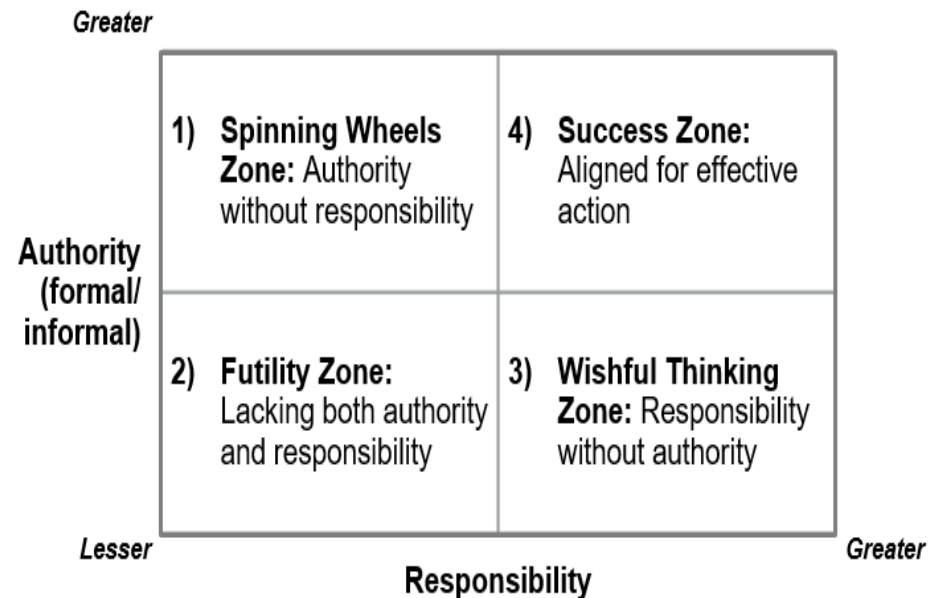 Greater
1) Spinning Wheels
Zone: Authority
without responsibility
4) Success Zone:
Aligned for effective
action
Authority
(formal/
informal)
2) Futility Zone:
Lacking both authority
and responsibility
3) Wishful Thinking
Zone: Responsibility
without authority
Lesser
Greater
Responsibility